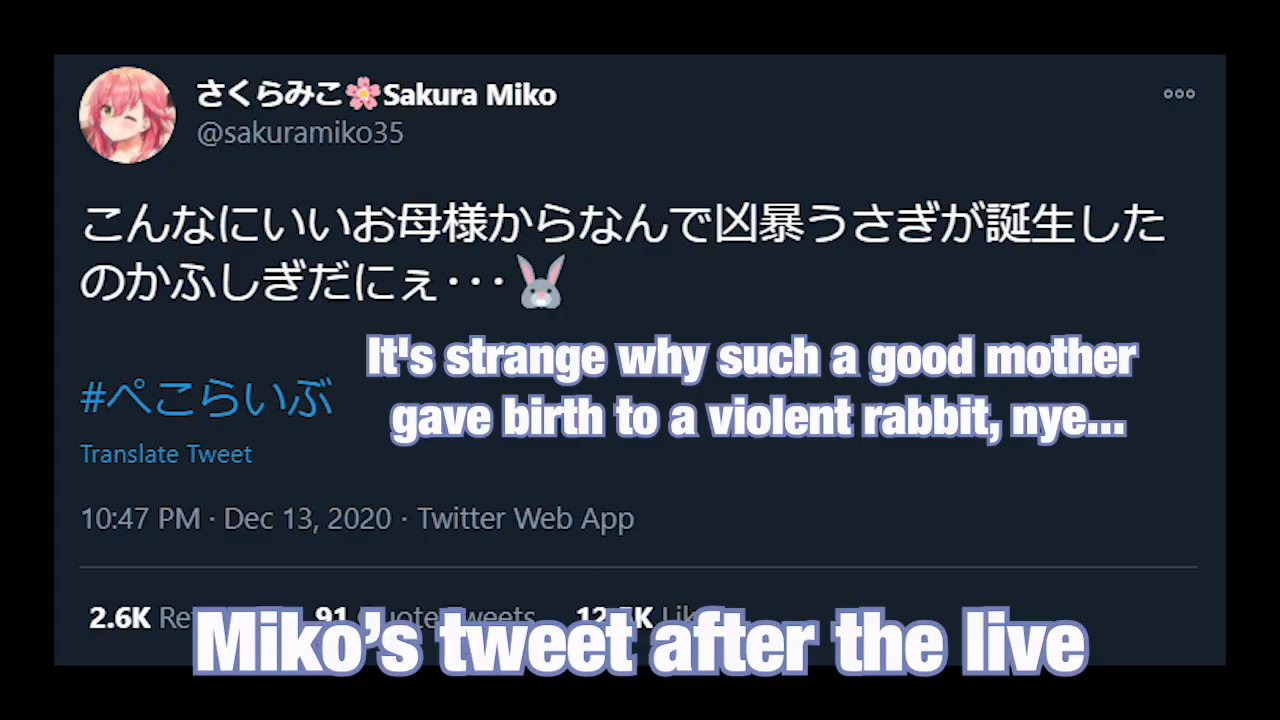 さくらみこ🌸Sakura Miko
@sakuramiko35
こんなにいいお母様からなんで凶暴うさぎが誕生した
のかふしぎだにぇ･･･🐰
It's strange why such a good mother
gave birth to a violent rabbit, nye...
#ぺこらいぶ
Translate Tweet
10:47 PM · Dec 13, 2020 · Twitter Web App
2.6K 91 Tweets
Miko’s tweet after the live